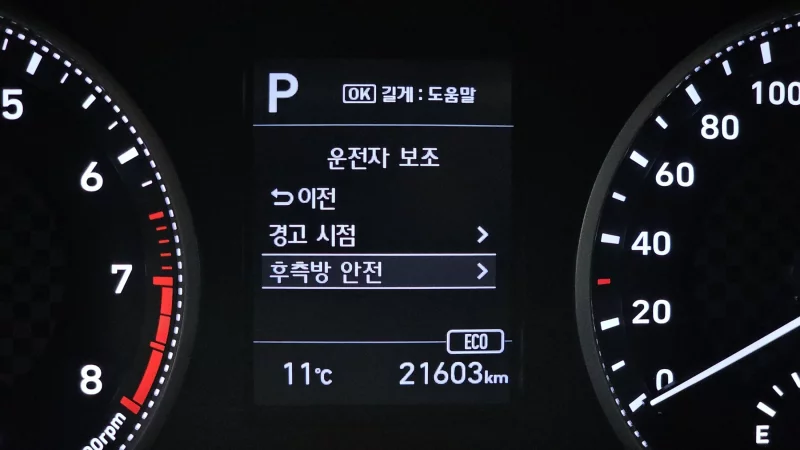 P
OK 길게 : 도움말
운전자 보조
이전
경고 시점
후측방 안전
ECO
11℃ 21603km
5
6
7
8
00rpm
100
80
60
40
20
0
E